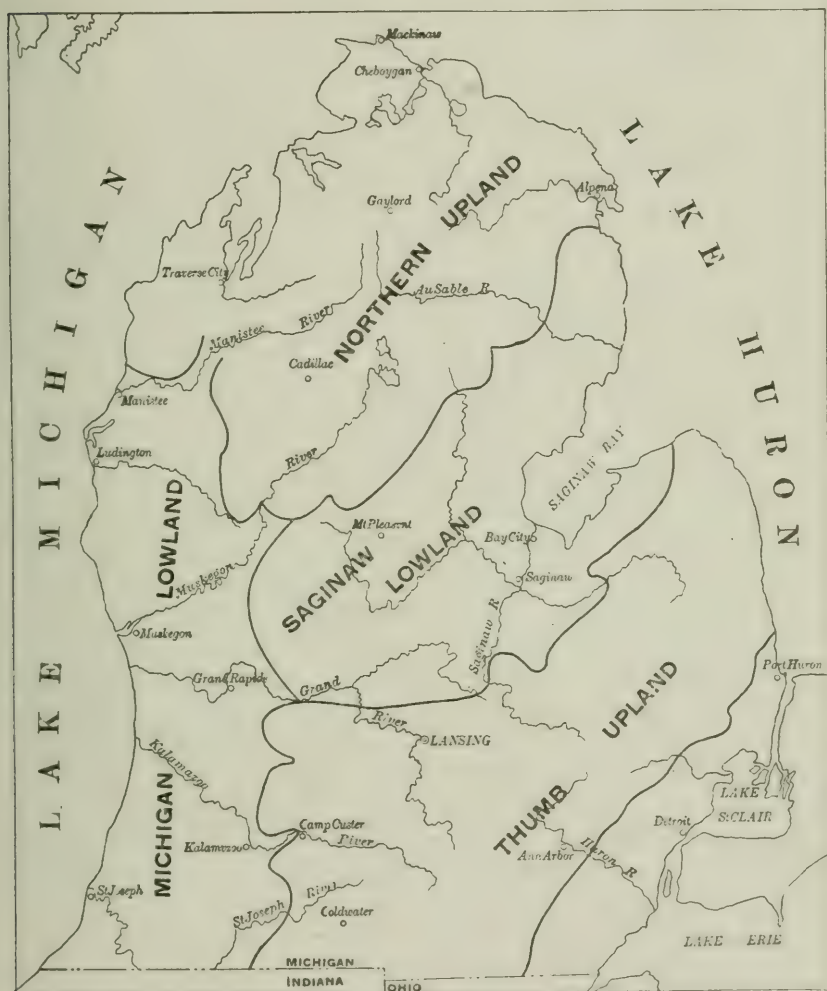 Mackinaw
Cheboygan
LAKE HURON
LAKE MICHIGAN
Gaylord
Alpena
NORTHERN UPLAND
Traverse City
AuSable R
Manistee River
Cadillac
Manistee
Ludington
River
SAGINAW BAY
MICHIGAN LOWLAND
Mt Pleasent
SAGINAW LOWLAND
Bay City
Saginaw
Muskegon
Muskegon
Saginaw R
Grand Rapids
Grand River
Port Huron
THUMB UPLAND
LANSING
Kalamazoo River
LAKE
St CLAIR
Detroit
Camp Custer
Kalamazoo
Ann Arbor
Huron R
St Joseph
St Joseph River
Coldwater
LAKE ERIE
MICHIGAN
INDIANA
OHIO